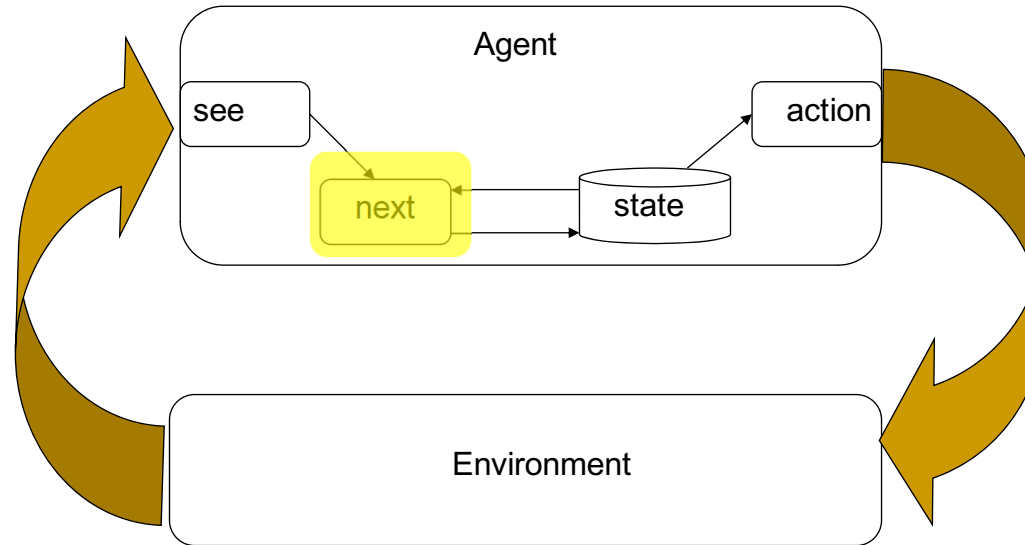 Agent
see
action
next
state
Environment